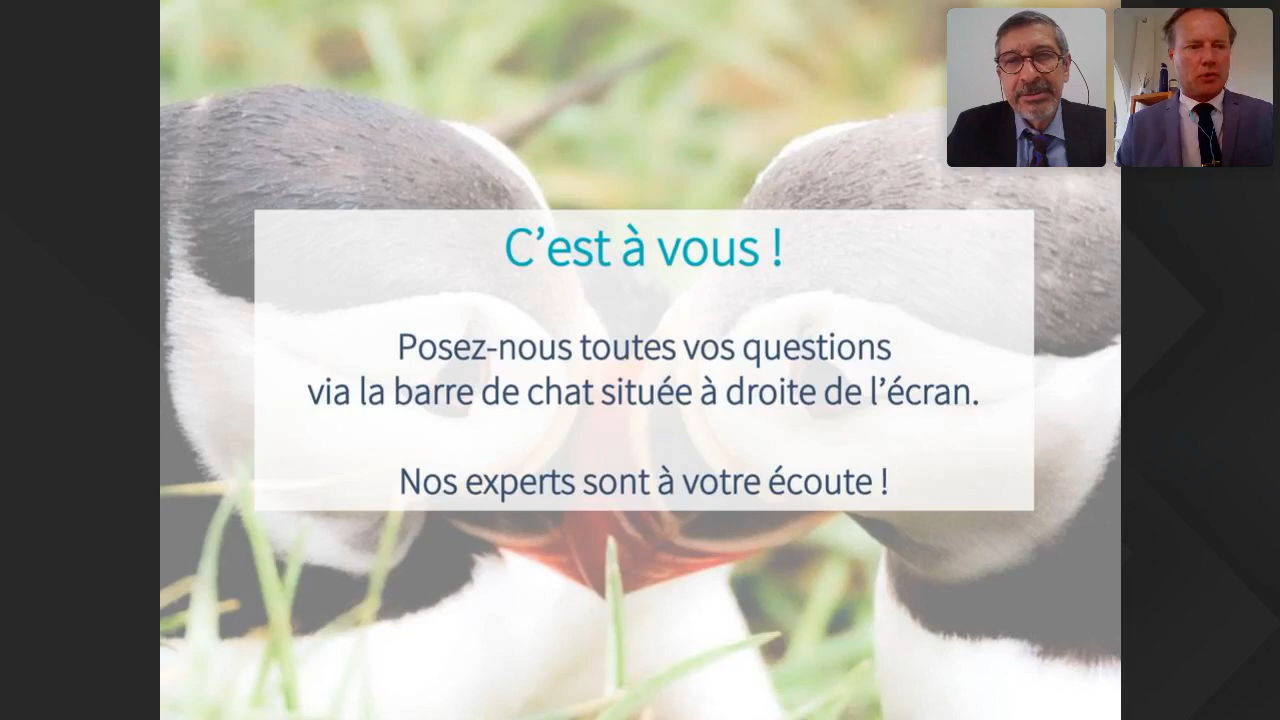 C’est à vous !
Posez-nous toutes vos questions
via la barre de chat située à droite de l’écran.
Nos experts sont à votre écoute !